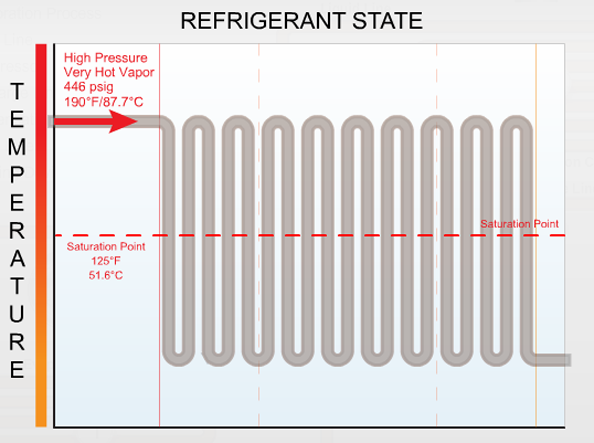 REFRIGERANT STATE
High Pressure
Very Hot Vapor
446 psig
190°F/87.7°C
TEMPERATURE
Saturation Point
Saturation Point
125°F
51.6°C